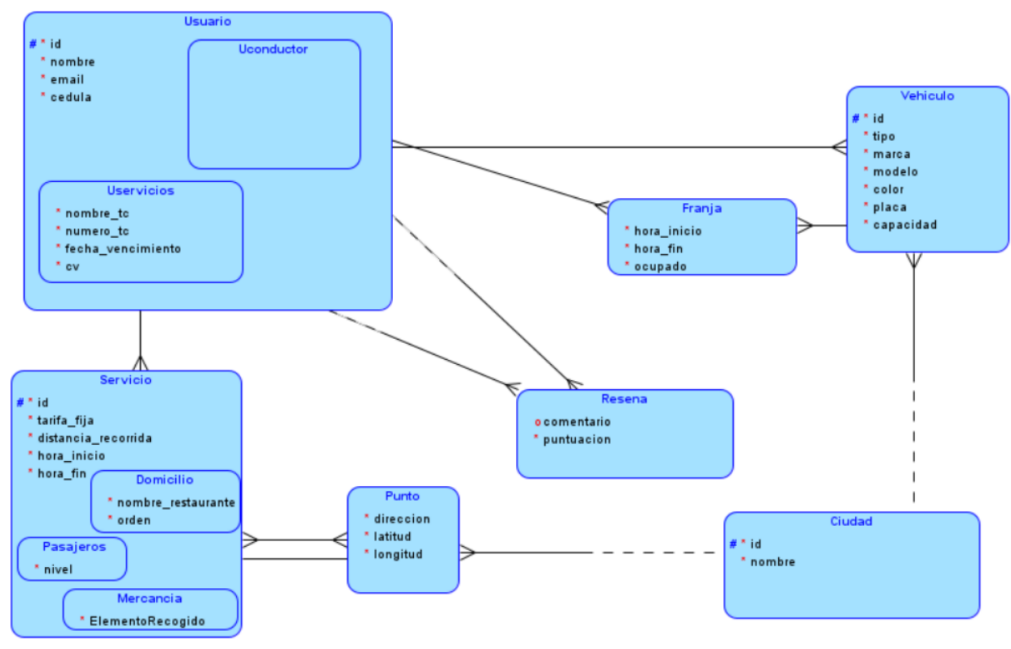 Usuario
# * id
* nombre
* email
* cedula
Uconductor
Uservicios
* nombre_tc
* numero_tc
* fecha_vencimiento
* cv
Vehiculo
# * id
* tipo
* marca
* modelo
* color
* placa
* capacidad
Franja
* hora_inicio
* hora_fin
* ocupado
Servicio
# * id
* tarifa_fija
* distancia_recorrida
* hora_inicio
* hora_fin
Domicilio
* nombre_restaurante
* orden
Pasajeros
* nivel
Mercancia
* ElementoRecogido
Resena
o comentario
* puntuacion
Punto
* direccion
* latitud
* longitud
Ciudad
# * id
* nombre